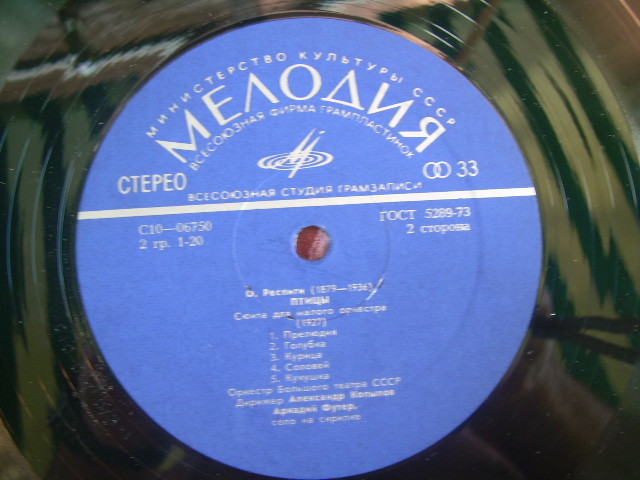 МИНИСТЕРСТВО КУЛЬТУРЫ СССР
МЕЛОДИЯ
ВСЕСОЮЗНАЯ ФИРМА ГРАМПЛАСТИНОК
СТЕРЕО
33
ВСЕСОЮЗНАЯ СТУДИЯ ГРАМЗАПИСИ
С10—06750
ГОСТ 5289-73
2 гр. 1-20
2 сторона
О. Респиги (1879—1936)
ПТИЦЫ
Сюита для малого оркестра
(1927)
1. Прелюдия
2. Голубка
3. Курица
4. Соловей
5. Кукушка
Оркестр Большого театра СССР
Дирижер Александр Копылов
Аркадий Футер,
соло на скрипке